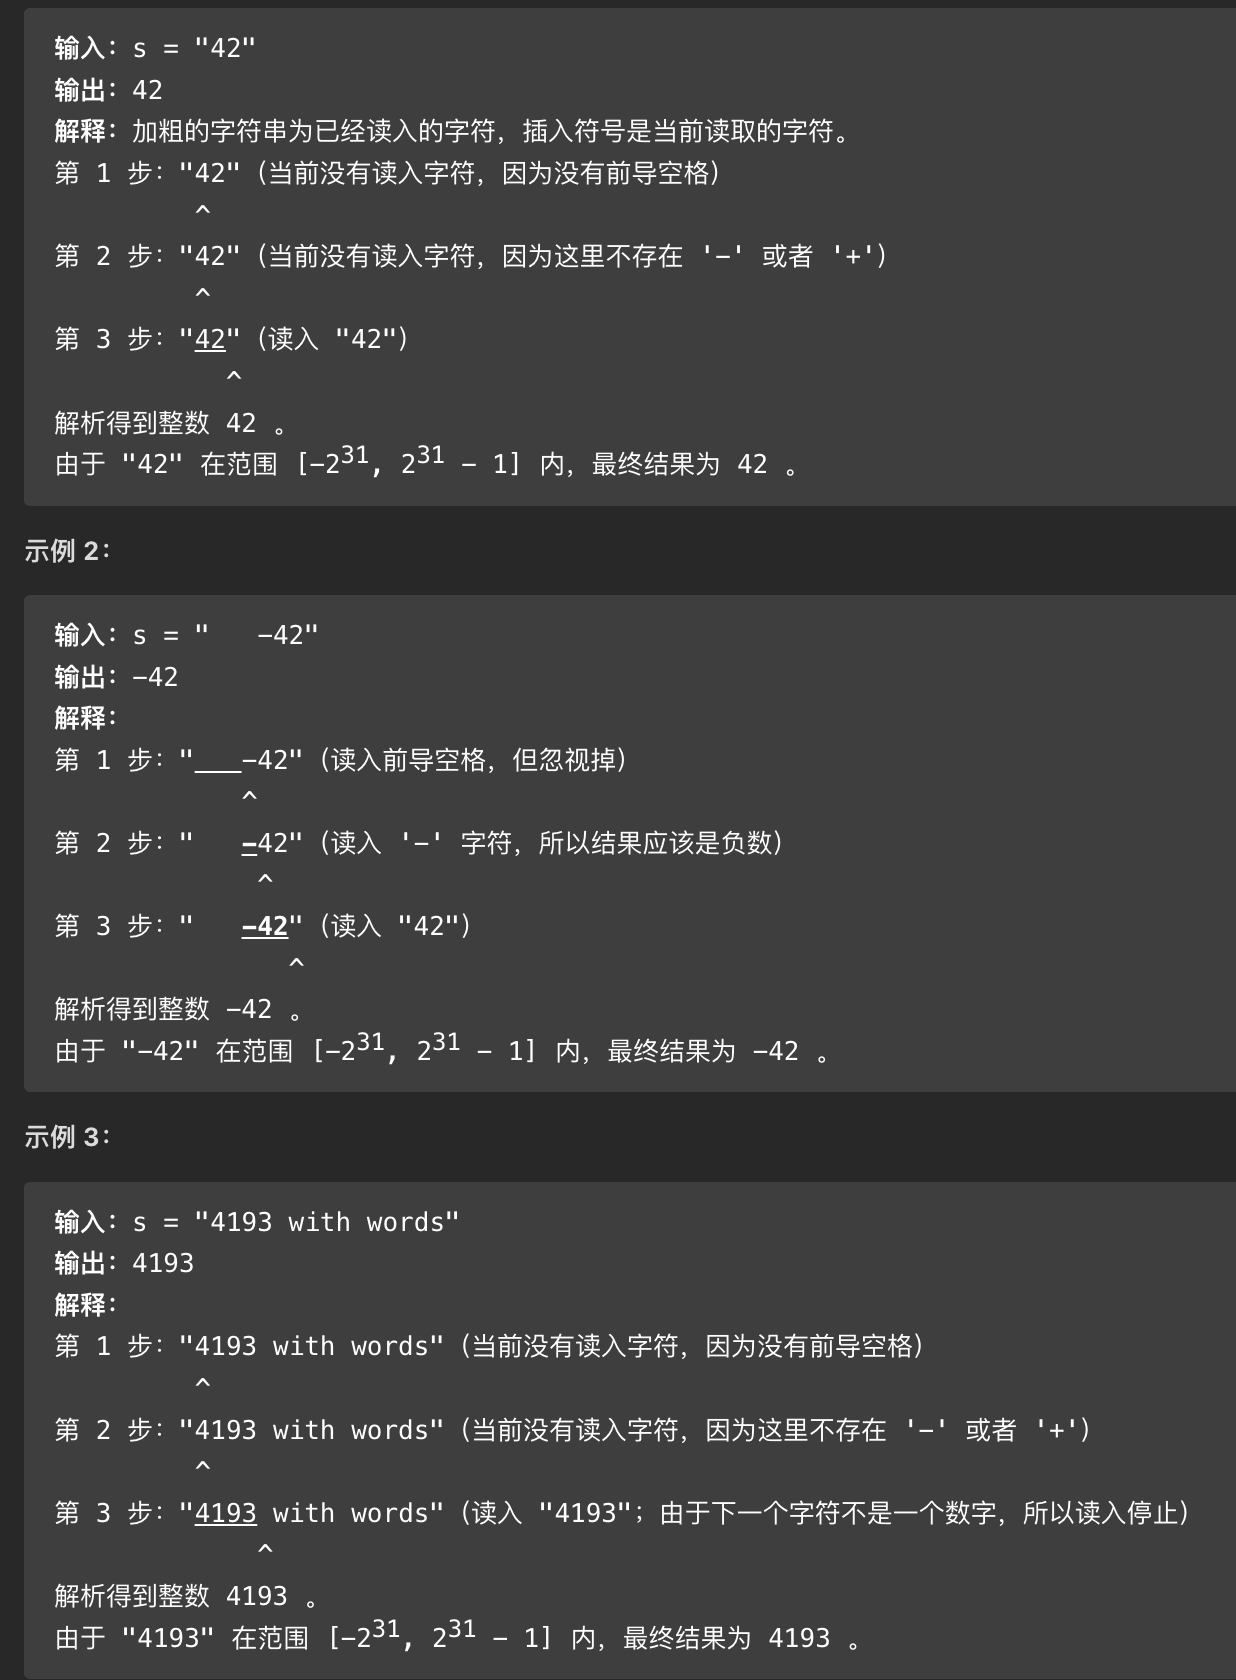 输入：s = "42"
输出：42
解释：加粗的字符串为已经读入的字符，插入符号是当前读取的字符。
第 1 步："42"（当前没有读入字符，因为没有前导空格）
         ^
第 2 步："42"（当前没有读入字符，因为这里不存在 '-' 或者 '+'）
         ^
第 3 步："42"（读入 "42"）
           ^
解析得到整数 42 。
由于 "42" 在范围 [-2³¹, 2³¹ - 1] 内，最终结果为 42 。
示例 2：
输入：s = "   -42"
输出：-42
解释：
第 1 步："___-42"（读入前导空格，但忽视掉）
            ^
第 2 步："   -42"（读入 '-' 字符，所以结果应该是负数）
             ^
第 3 步："   -42"（读入 "42"）
               ^
解析得到整数 -42 。
由于 "-42" 在范围 [-2³¹, 2³¹ - 1] 内，最终结果为 -42 。
示例 3：
输入：s = "4193 with words"
输出：4193
解释：
第 1 步："4193 with words"（当前没有读入字符，因为没有前导空格）
         ^
第 2 步："4193 with words"（当前没有读入字符，因为这里不存在 '-' 或者 '+'）
         ^
第 3 步："4193 with words"（读入 "4193"；由于下一个字符不是一个数字，所以读入停止）
             ^
解析得到整数 4193 。
由于 "4193" 在范围 [-2³¹, 2³¹ - 1] 内，最终结果为 4193 。